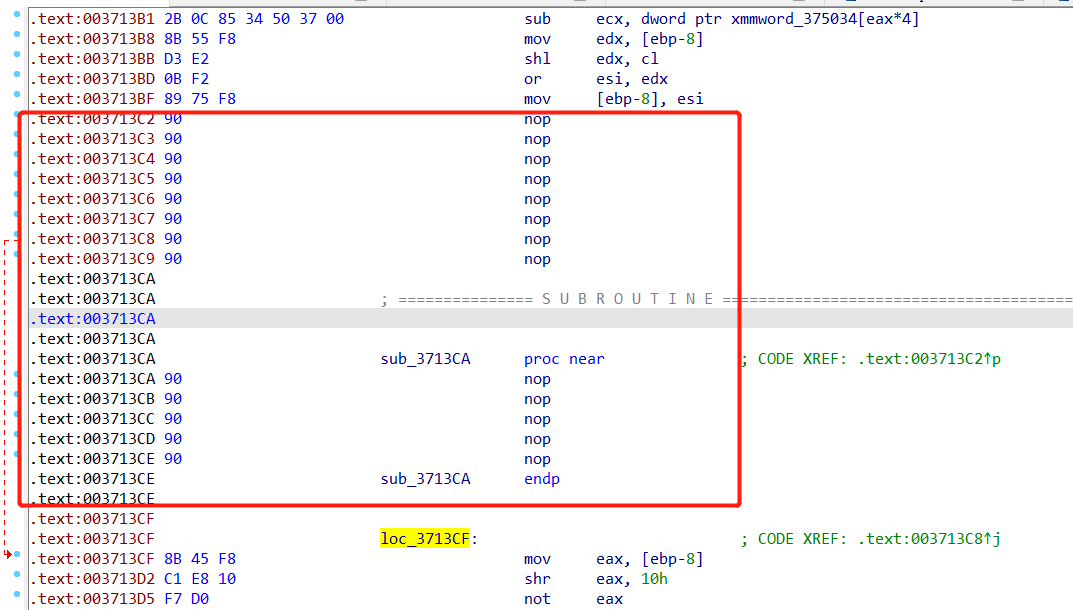 .text:003713B1 2B 0C 85 34 50 37 00 sub ecx, dword ptr xmmword_375034[eax*4]
.text:003713B8 8B 55 F8 mov edx, [ebp-8]
.text:003713BB D3 E2 shl edx, cl
.text:003713BD 0B F2 or esi, edx
.text:003713BF 89 75 F8 mov [ebp-8], esi
.text:003713C2 90 nop
.text:003713C3 90 nop
.text:003713C4 90 nop
.text:003713C5 90 nop
.text:003713C6 90 nop
.text:003713C7 90 nop
.text:003713C8 90 nop
.text:003713C9 90 nop
.text:003713CA
.text:003713CA ; =============== S U B R O U T I N E =======================================
.text:003713CA
.text:003713CA
.text:003713CA sub_3713CA proc near ; CODE XREF: .text:003713C2↑p
.text:003713CA 90 nop
.text:003713CB 90 nop
.text:003713CC 90 nop
.text:003713CD 90 nop
.text:003713CE 90 nop
.text:003713CE sub_3713CA endp
.text:003713CE
.text:003713CF
.text:003713CF loc_3713CF: ; CODE XREF: .text:003713C8↑j
.text:003713CF 8B 45 F8 mov eax, [ebp-8]
.text:003713D2 C1 E8 10 shr eax, 10h
.text:003713D5 F7 D0 not eax